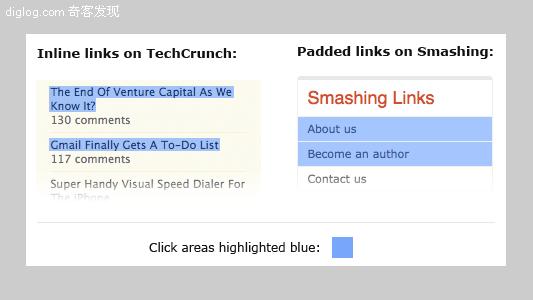 diglog.com 奇客发现
Inline links on TechCrunch:
The End Of Venture Capital As We
Know It?
130 comments
Gmail Finally Gets A To-Do List
117 comments
Super Handy Visual Speed Dialer For
The iPhone
Padded links on Smashing:
Smashing Links
About us
Become an author
Contact us
Click areas highlighted blue: